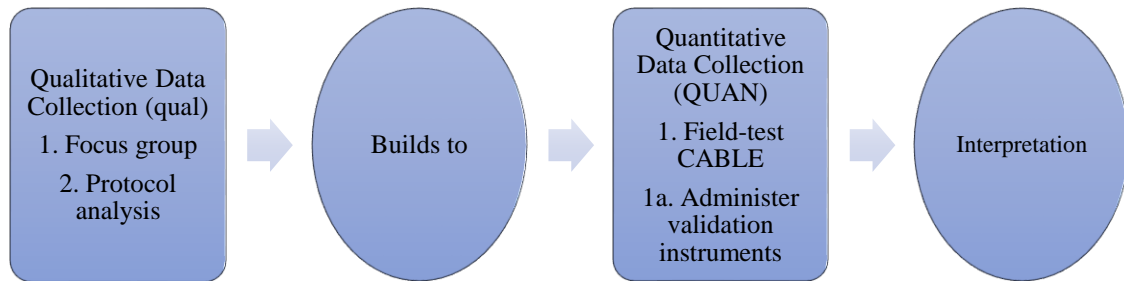 Qualitative Data
Collection (qual)
1. Focus group
2. Protocol
analysis
Builds to
Quantitative
Data Collection
(QUAN)
1. Field-test
CABLE
1a. Administer
validation
instruments
Interpretation